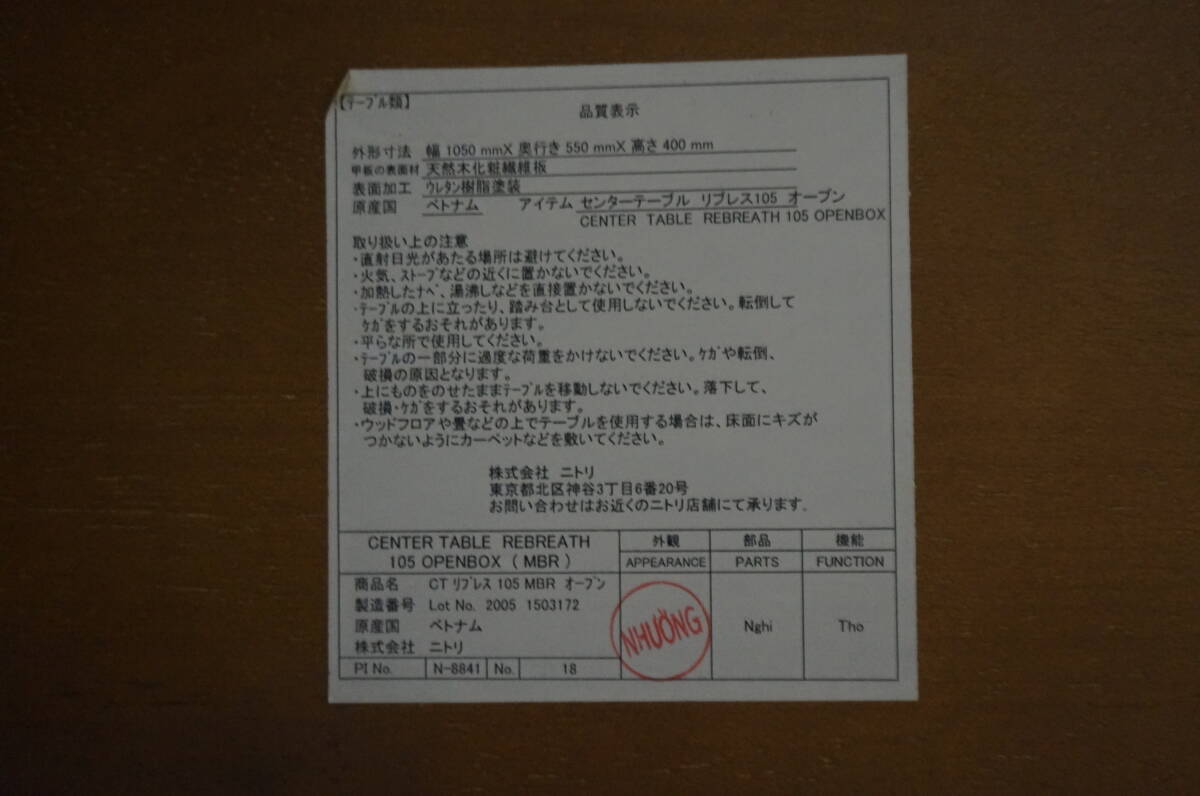 【ﾃｰﾌﾞﾙ類】
品質表示
外形寸法 幅 1050 mmX 奥行き 550 mmX 高さ 400 mm
甲板の表面材 天然木化粧繊維板
表面加工 ｳﾚﾀﾝ樹脂塗装
原産国 ベトナム アイテム センターテーブル リブレス105 オープン
CENTER TABLE REBREATH 105 OPENBOX
取り扱い上の注意
・直射日光があたる場所は避けてください。
・火気、ｽﾄｰﾌﾞなどの近くに置かないでください。
・加熱したﾅﾍﾞ、湯沸しなどを直接置かないでください。
・ﾃｰﾌﾞﾙの上に立ったり、踏み台として使用しないでください。転倒して
ｹｶﾞをするおそれがあります。
・平らな所で使用してください。
・ﾃｰﾌﾞﾙの一部分に過度な荷重をかけないでください。ｹｶﾞや転倒、
破損の原因となります。
・上にものをのせたままﾃｰﾌﾞﾙを移動しないでください。落下して、
破損・ｹｶﾞをするおそれがあります。
・ウッドフロアや畳などの上でテーブルを使用する場合は、床面にキズが
つかないようにカーペットなどを敷いてください。
株式会社 ニトリ
東京都北区神谷3丁目6番20号
お問い合わせはお近くのニトリ店舗にて承ります。
CENTER TABLE REBREATH
105 OPENBOX ( MBR )
外観 部品 機能
APPEARANCE PARTS FUNCTION
商品名 CT ﾘﾌﾞﾚｽ 105 MBR ｵｰﾌﾟﾝ
製造番号 Lot No. 2005 1503172
原産国 ベトナム
株式会社 ニトリ
PI No. N-8841 No. 18
NHƯỜNG
Nghi
Tho